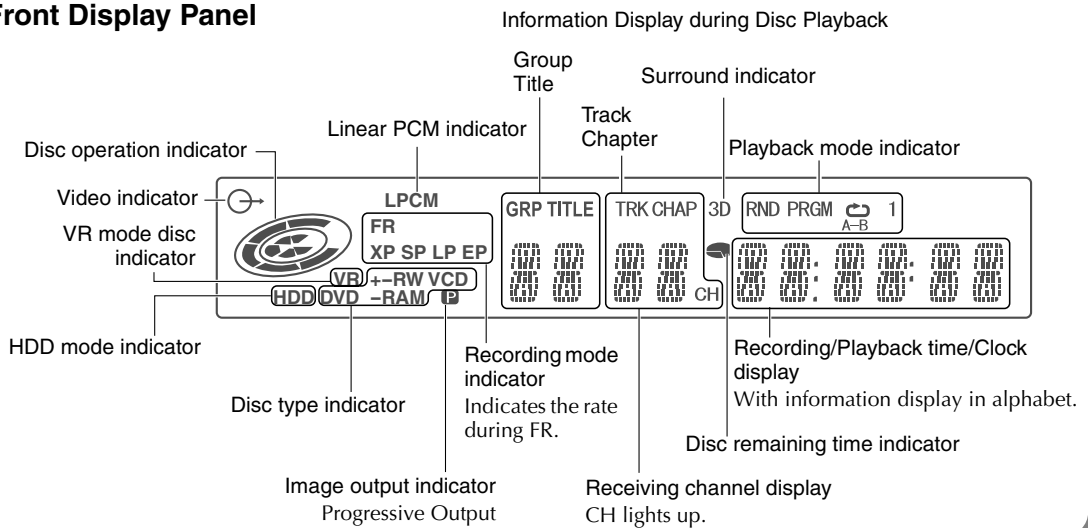 Front Display Panel
Information Display during Disc Playback
Group
Title
Surround indicator
Track
Chapter
Linear PCM indicator
Playback mode indicator
Disc operation indicator
Video indicator
VR mode disc
indicator
HDD mode indicator
LPCM
FR
XP SP LP EP
VR +-RW VCD
HDD DVD -RAM P
GRP TITLE
TRK CHAP 3D
CH
RND PRGM 1
A-B
Disc type indicator
Image output indicator
Progressive Output
Recording mode
indicator
Indicates the rate
during FR.
Recording/Playback time/Clock
display
With information display in alphabet.
Disc remaining time indicator
Receiving channel display
CH lights up.